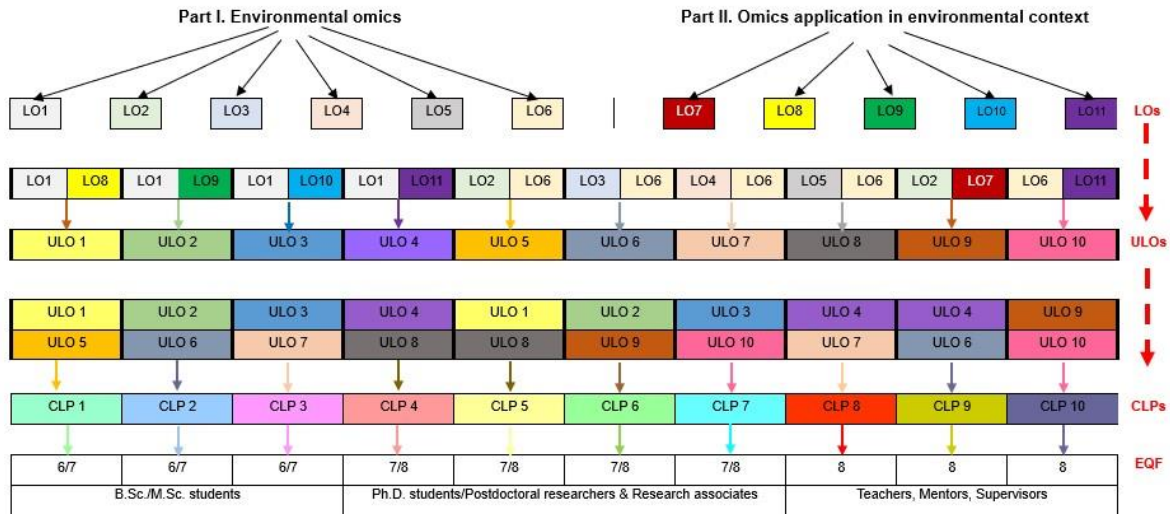 Part I. Environmental omics Part II. Omics application in environmental context
LO1 LO2 LO3 LO4 LO5 LO6 LO7 LO8 LO9 LO10 LO11 LOs
LO1 LO8 LO1 LO9 LO1 LO10 LO1 LO11 LO2 LO6 LO3 LO6 LO4 LO6 LO5 LO6 LO2 LO7 LO6 LO11
ULO 1 ULO 2 ULO 3 ULO 4 ULO 5 ULO 6 ULO 7 ULO 8 ULO 9 ULO 10 ULOs
ULO 1 ULO 2 ULO 3 ULO 4 ULO 1 ULO 2 ULO 3 ULO 4 ULO 4 ULO 9
ULO 5 ULO 6 ULO 7 ULO 8 ULO 8 ULO 9 ULO 10 ULO 7 ULO 6 ULO 10
CLP 1 CLP 2 CLP 3 CLP 4 CLP 5 CLP 6 CLP 7 CLP 8 CLP 9 CLP 10 CLPs
6/7 6/7 6/7 7/8 7/8 7/8 7/8 8 8 8 EQF
B.Sc./M.Sc. students Ph.D. students/Postdoctoral researchers & Research associates Teachers, Mentors, Supervisors